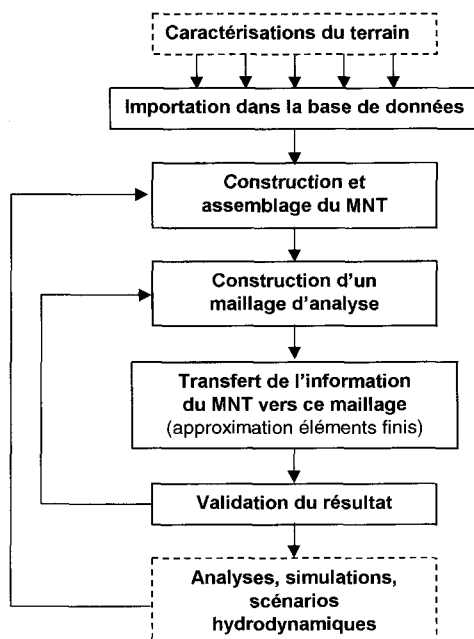 Caractérisations du terrain
Importation dans la base de données
Construction et
assemblage du MNT
Construction d'un
maillage d'analyse
Transfert de l'information
du MNT vers ce maillage
(approximation éléments finis)
Validation du résultat
Analyses, simulations,
scénarios
hydrodynamiques